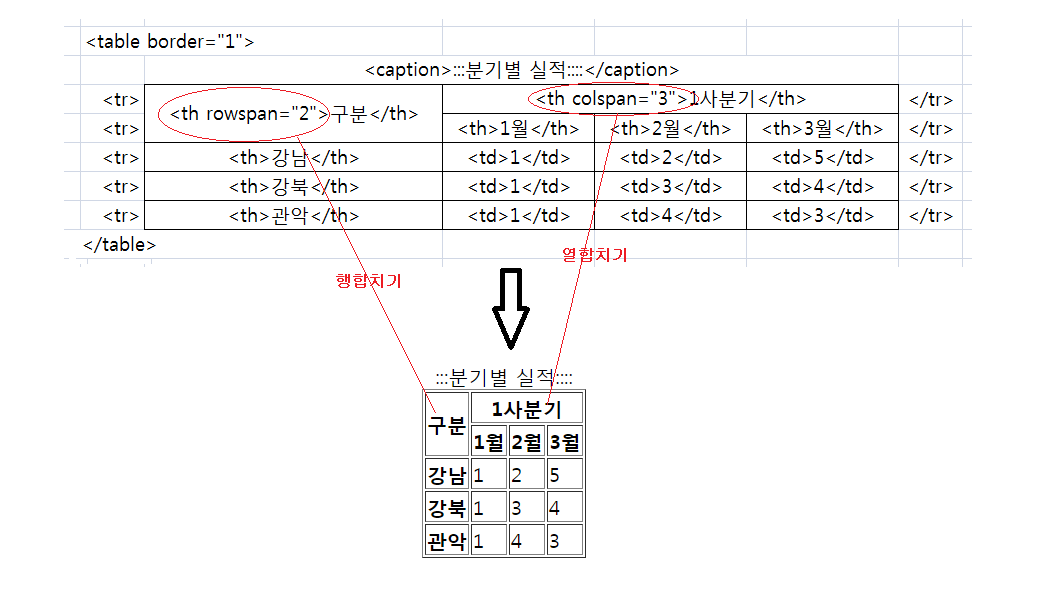 <table border="1">
<caption>:::분기별 실적::::</caption>
<tr> <th rowspan="2">구분</th> <th colspan="3">1사분기</th> </tr>
<tr> <th>1월</th> <th>2월</th> <th>3월</th> </tr>
<tr> <th>강남</th> <td>1</td> <td>2</td> <td>5</td> </tr>
<tr> <th>강북</th> <td>1</td> <td>3</td> <td>4</td> </tr>
<tr> <th>관악</th> <td>1</td> <td>4</td> <td>3</td> </tr>
</table>
열합치기
행합치기
:::분기별 실적::::
구분 1사분기
1월 2월 3월
강남 1 2 5
강북 1 3 4
관악 1 4 3